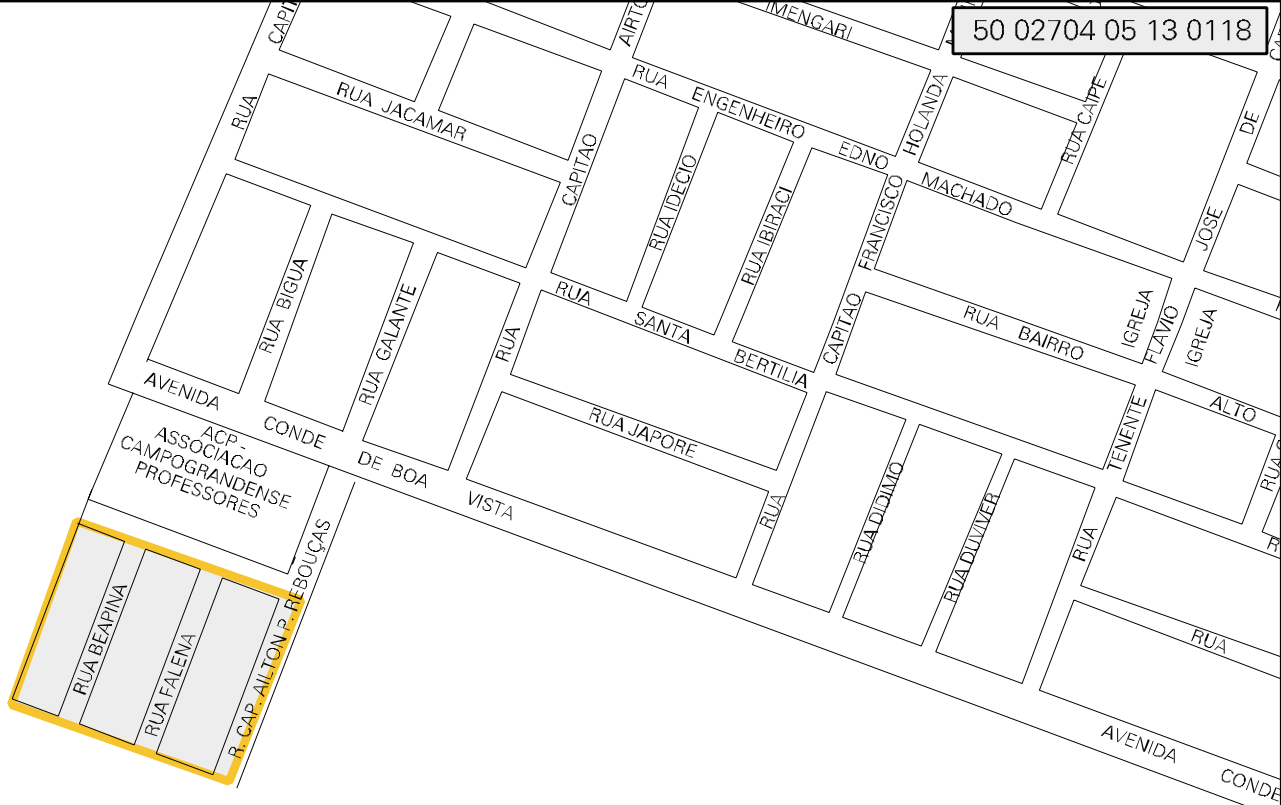 50 02704 05 13 0118
IMENGARI
RUA JACAMAR
RUA
RUA
ENGENHEIRO
EDNO
MACHADO
CAPITAO
HOLANDA
FRANCISCO
CAPITAO
RUA CAIPE
DE
JOSE
FLAVIO
TENENTE
RUA
RUA IDECIO
RUA IBIRACI
RUA BIGUA
RUA GALANTE
RUA
RUA
SANTA
BERTILIA
RUA BAIRRO
ALTO
IGREJA
IGREJA
AVENIDA
CONDE
DE BOA
VISTA
RUA JAPORE
RUA
RUA DIDIMO
RUA DUVIVER
RUA
ACP -
ASSOCIACAO
CAMPOGRANDENSE
PROFESSORES
RUA BEAPINA
RUA FALENA
R. CAP. AILTON P. REBOUÇAS
AVENIDA
CONDE